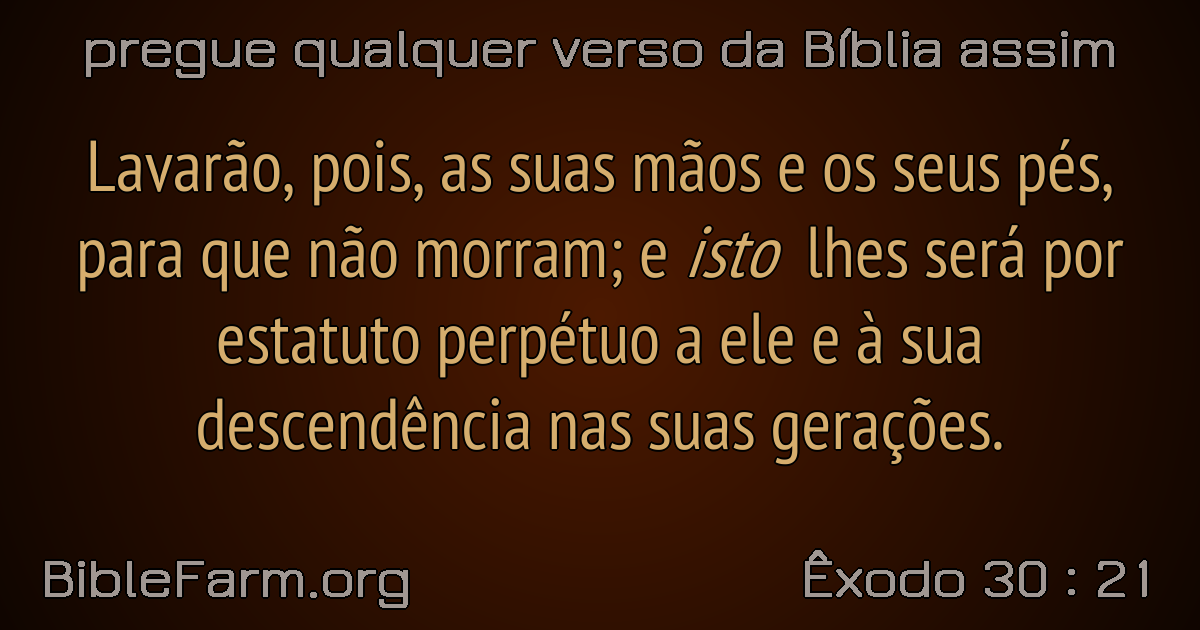 pregue qualquer verso da Bíblia assim
Lavarão, pois, as suas mãos e os seus pés,
para que não morram; e isto lhes será por
estatuto perpétuo a ele e à sua
descendência nas suas gerações.
BibleFarm.org
Êxodo 30 : 21